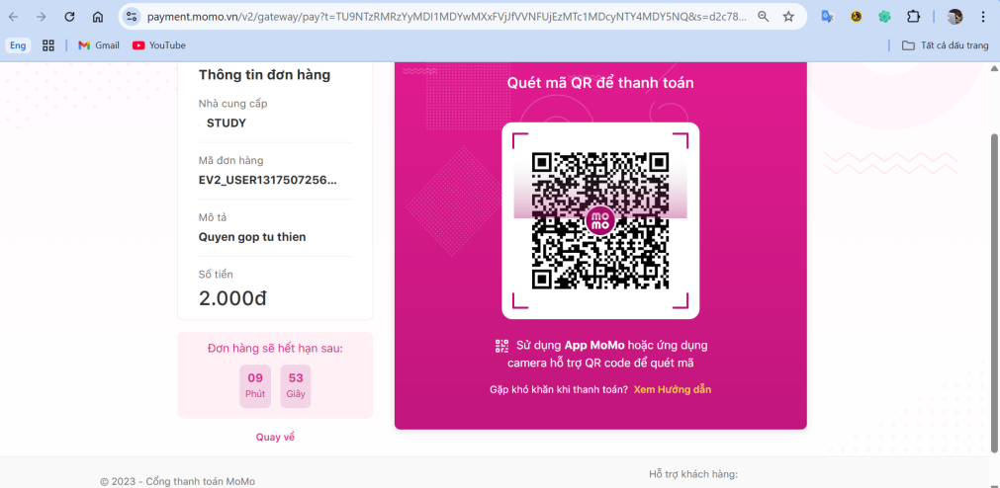 payment.momo.vn/v2/gateway/pay?t=TU9NTzRMRzYyMDI1MDYwMXxFVjJfVVNFUjEzMTc1MDcyNTY4MDY5NQ&s=d2c78...
Eng
Gmail
YouTube
Tất cả dấu trang
Thông tin đơn hàng
Nhà cung cấp
STUDY
Mã đơn hàng
EV2_USER1317507256...
Mô tả
Quyen gop tu thien
Số tiền
2.000đ
Đơn hàng sẽ hết hạn sau:
09 53
Phút Giây
Quay về
Quét mã QR để thanh toán
mo
mo
Sử dụng App MoMo hoặc ứng dụng
camera hỗ trợ QR code để quét mã
Gặp khó khăn khi thanh toán? Xem Hướng dẫn
© 2023 - Cổng thanh toán MoMo
Hỗ trợ khách hàng: